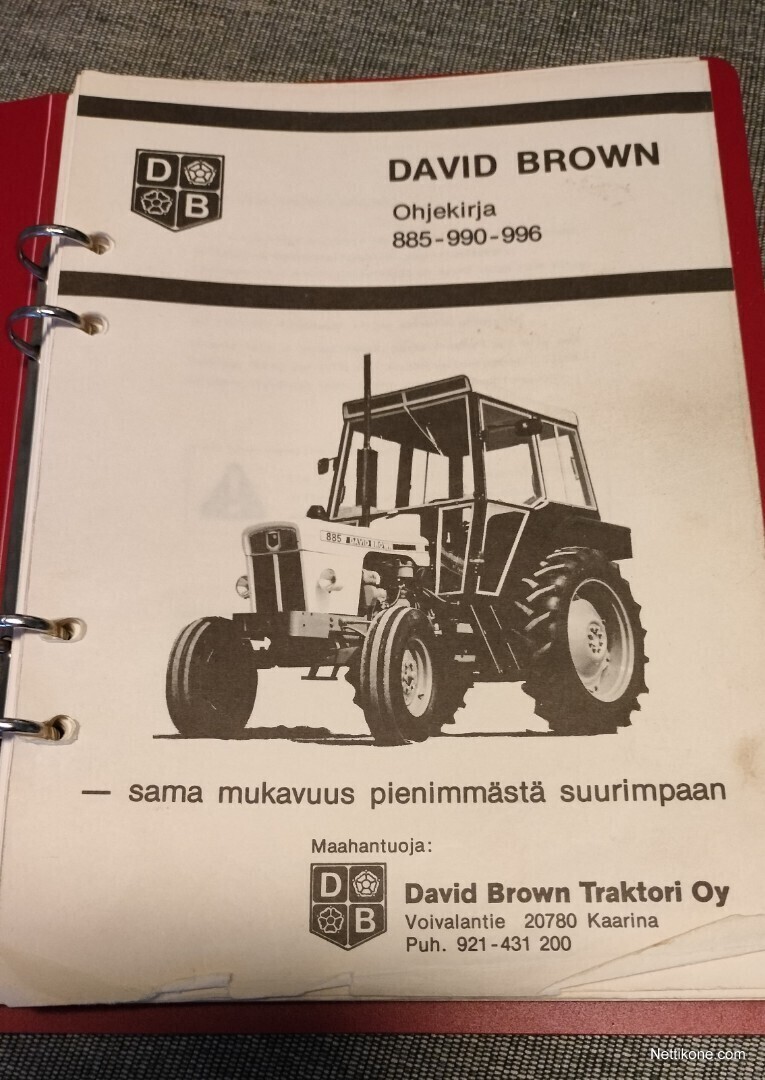 D
B
DAVID BROWN
Ohjekirja
885-990-996
885 DAVID BROWN
— sama mukavuus pienimmästä suurimpaan
Maahantuoja:
D
B
David Brown Traktori Oy
Voivalantie 20780 Kaarina
Puh. 921-431 200
Nettikone.com